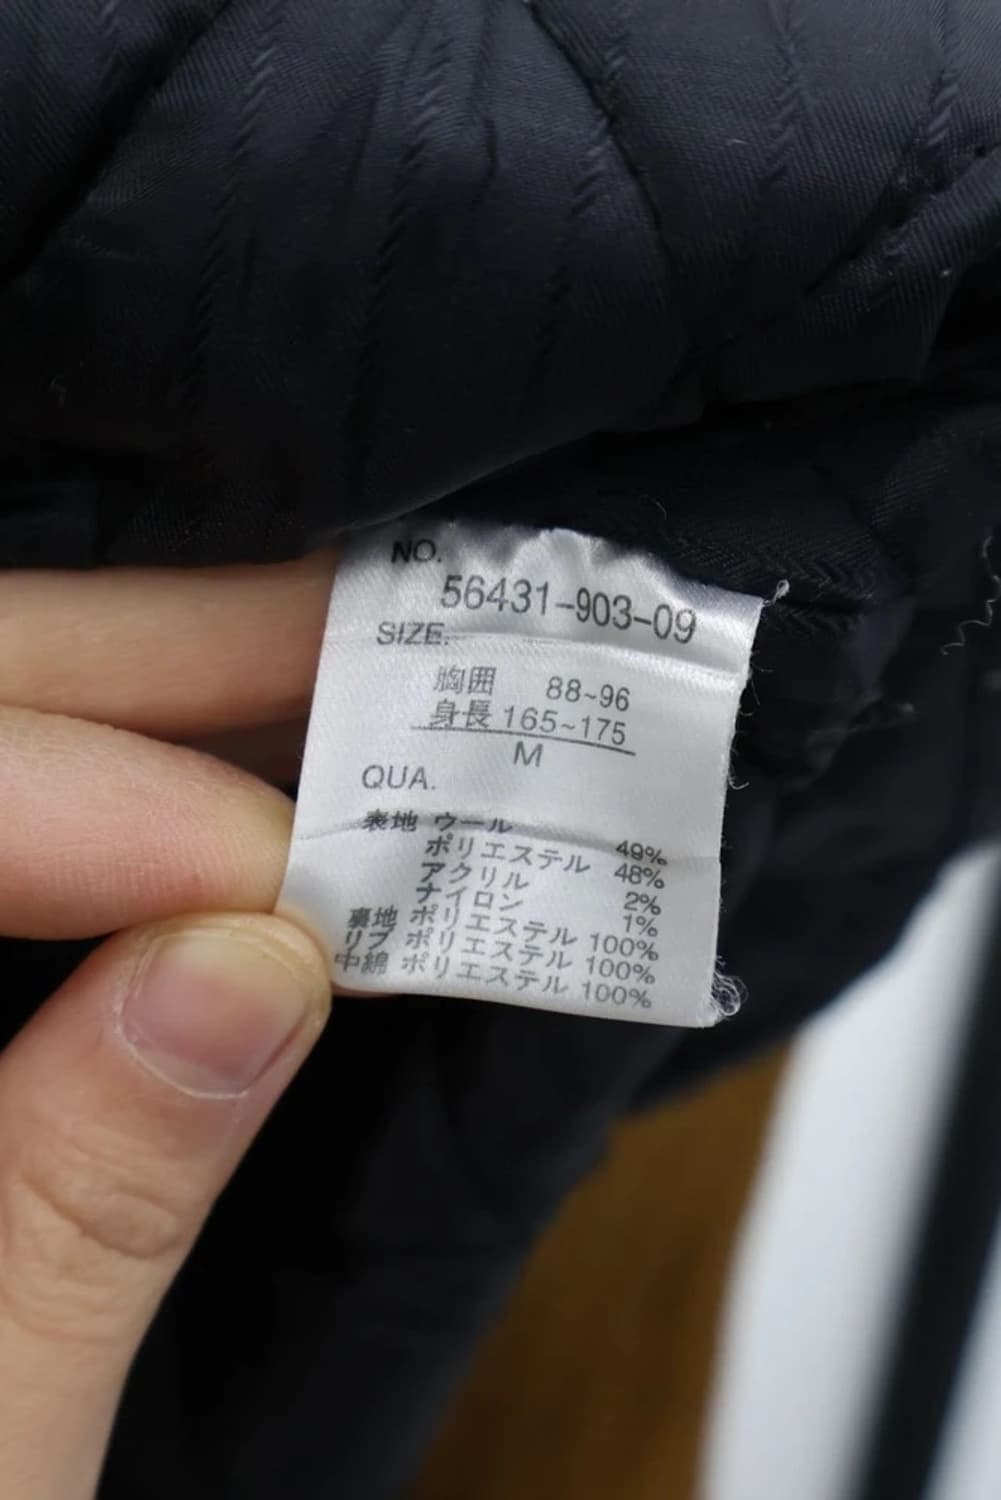 NO.
56431-903-09
SIZE.
胸囲 88~96
身長 165~175
M
QUA.
表地 ウール 49%
ポリエステル 48%
アクリル 2%
ナイロン 1%
裏地 ポリエステル 100%
リブ ポリエステル 100%
中綿 ポリエステル 100%